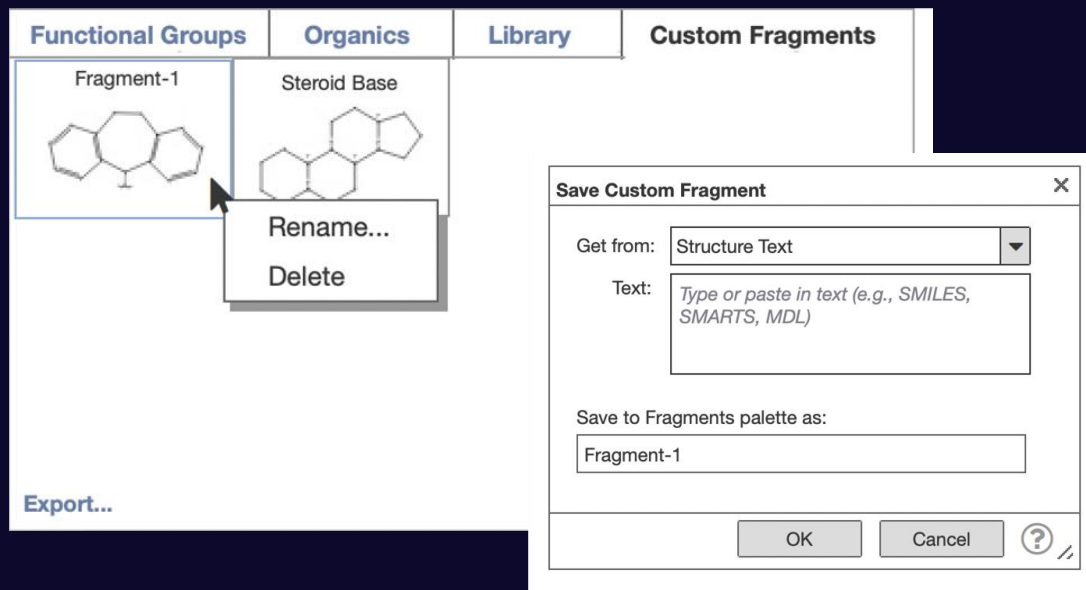 Functional Groups
Organics
Library
Custom Fragments
Fragment-1
Steroid Base
Rename...
Delete
Export...
Save Custom Fragment
Get from:
Structure Text
Text:
Type or paste in text (e.g., SMILES,
SMARTS, MDL)
Save to Fragments palette as:
Fragment-1
OK
Cancel
?